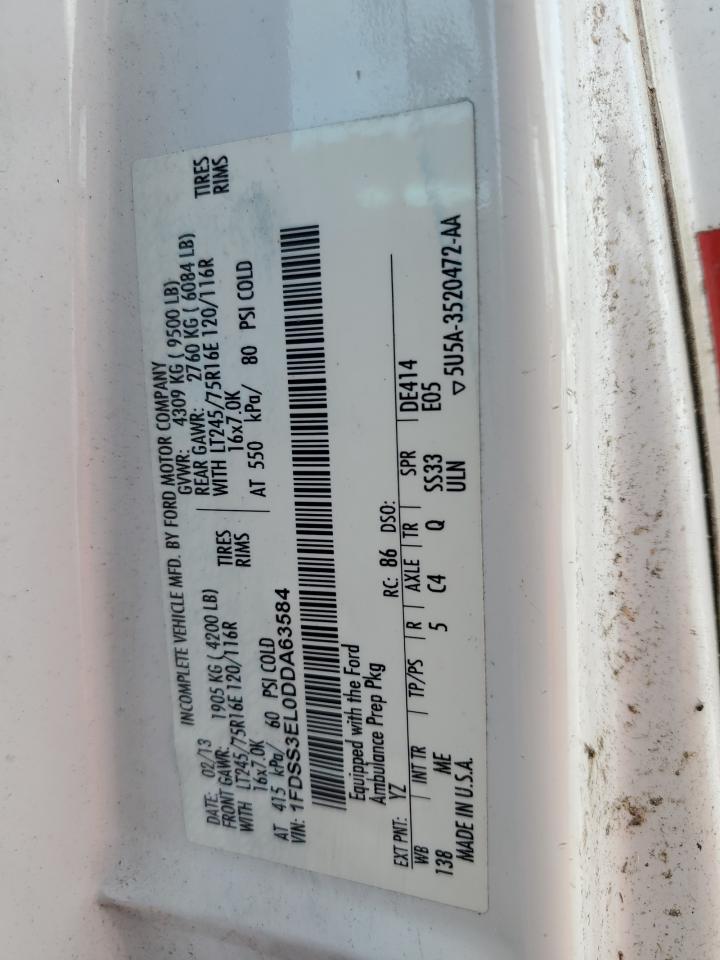 INCOMPLETE VEHICLE MFD. BY FORD MOTOR COMPANY
DATE: 02/13 GVWR: 4309 KG ( 9500 LB)
FRONT GAWR: 1905 KG ( 4200 LB) REAR GAWR: 2760 KG ( 6084 LB)
WITH LT245/75R16E 120/116R TIRES WITH LT245/75R16E 120/116R TIRES
16x7.0K RIMS 16x7.0K RIMS
AT 415 kPa/ 60 PSI COLD AT 550 kPa/ 80 PSI COLD
VIN: 1FDSS3EL0DDA63584
Equipped with the Ford
Ambulance Prep Pkg
EXT PNT: YZ RC: 86 DSO:
WB INT TR TP/PS R AXLE TR SPR DE414
138 ME 5 C4 Q SS33 E05
MADE IN U.S.A. ULN
▽5U5A-3520472-AA